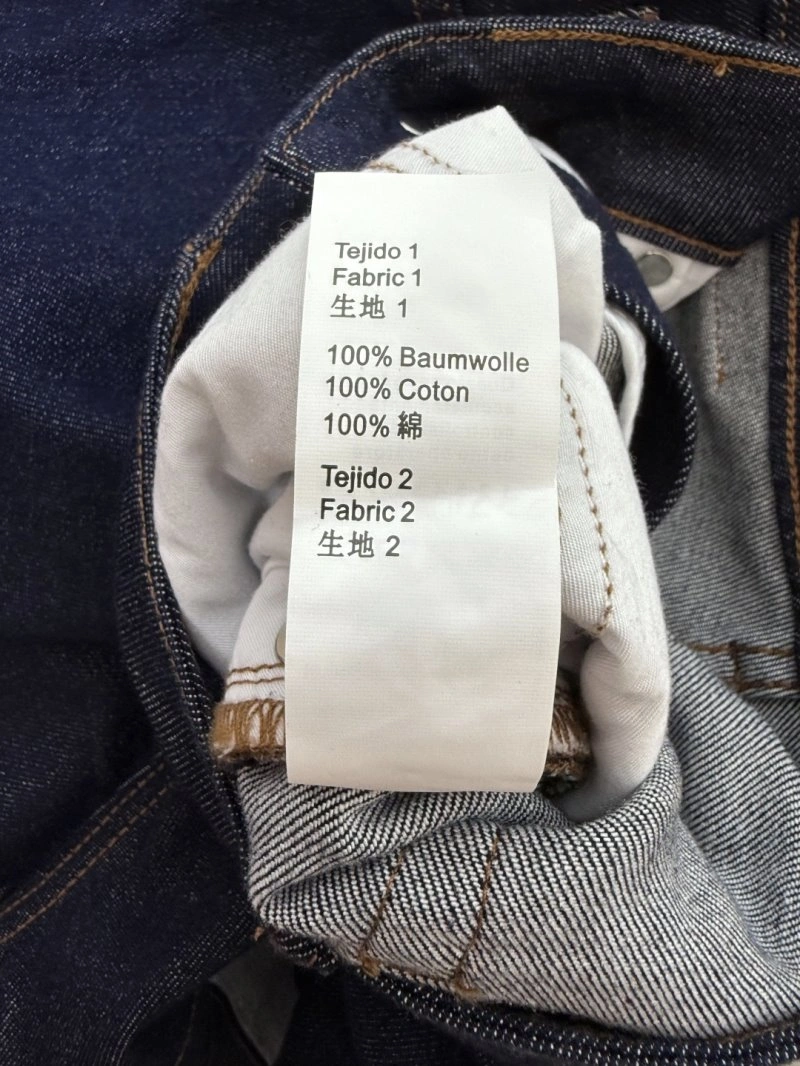 Tejido 1
Fabric 1
生地 1
100% Baumwolle
100% Coton
100% 綿
Tejido 2
Fabric 2
生地 2